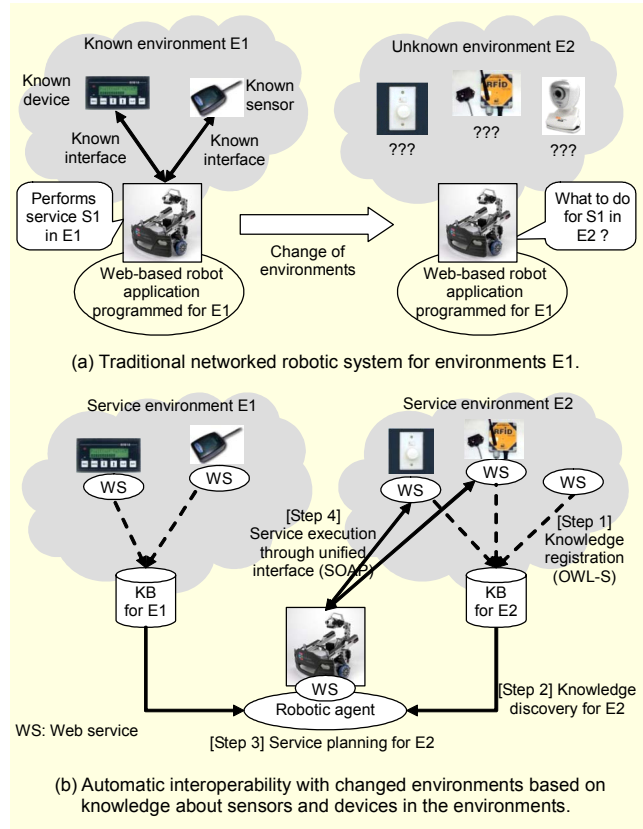 Known environment E1
Unknown environment E2
Known
device
Known
sensor
RFID
???
???
???
Known
interface
Known
interface
Performs
service S1
in E1
What to do
for S1 in
E2 ?
Change of
environments
Web-based robot
application
programmed for E1
Web-based robot
application
programmed for E1
(a) Traditional networked robotic system for environments E1.
Service environment E1
Service environment E2
RFID
WS
WS
WS
WS
WS
[Step 4]
Service execution
through unified
interface (SOAP)
[Step 1]
Knowledge
registration
(OWL-S)
KB
for E1
KB
for E2
WS
Robotic agent
[Step 2] Knowledge
discovery for E2
WS: Web service
[Step 3] Service planning for E2
(b) Automatic interoperability with changed environments based on
knowledge about sensors and devices in the environments.